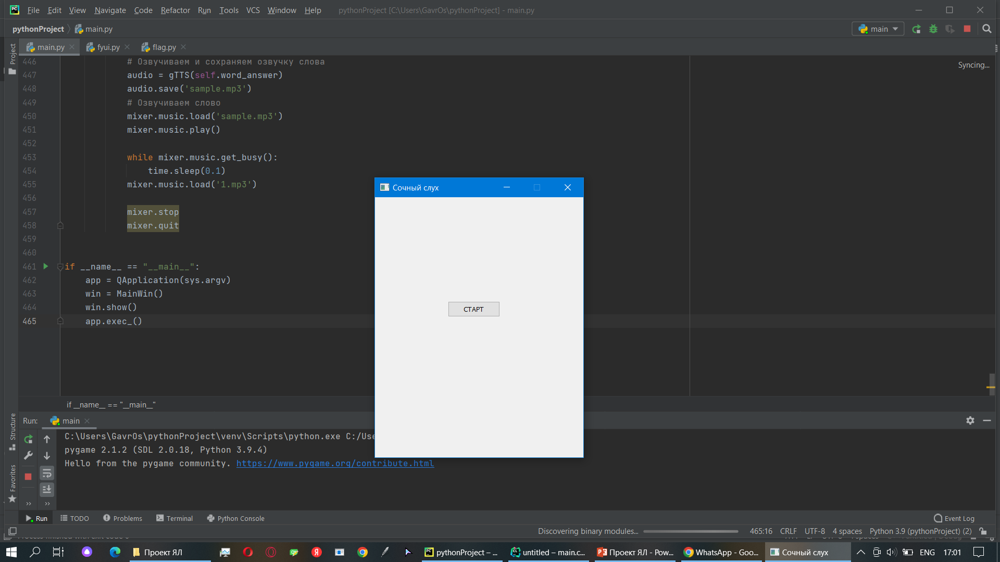 File Edit View Navigate Code Refactor Run Tools VCS Window Help pythonProject [C:\Users\GavrOs\pythonProject] - main.py
pythonProject main.py main
main.py fyui.py flag.py
Project
Syncing...
446 # Озвучиваем и сохраняем озвучку слова
447 audio = gTTS(self.word_answer)
448 audio.save('sample.mp3')
449 # Озвучиваем слово
450 mixer.music.load('sample.mp3')
451 mixer.music.play()
452
453 while mixer.music.get_busy():
454 time.sleep(0.1)
455 mixer.music.load('1.mp3')
456
457 mixer.stop
458 mixer.quit
459
460
461 if __name__ == "__main__":
462 app = QApplication(sys.argv)
463 win = MainWin()
464 win.show()
465 app.exec_()
Сочный слух
СТАРТ
if __name__ == "__main__"
Structure
Favorites
Run: main
C:\Users\GavrOs\pythonProject\venv\Scripts\python.exe C:/Use
pygame 2.1.2 (SDL 2.0.18, Python 3.9.4)
Hello from the pygame community. https://www.pygame.org/contribute.html
Run TODO Problems Terminal Python Console Event Log
Discovering binary modules... 465:16 CRLF UTF-8 4 spaces Python 3.9 (pythonProject) (2)
Проект ЯЛ pythonProject – ... untitled – main.c... Проект ЯЛ - Pow... WhatsApp - Goo... Сочный слух ENG 17:01